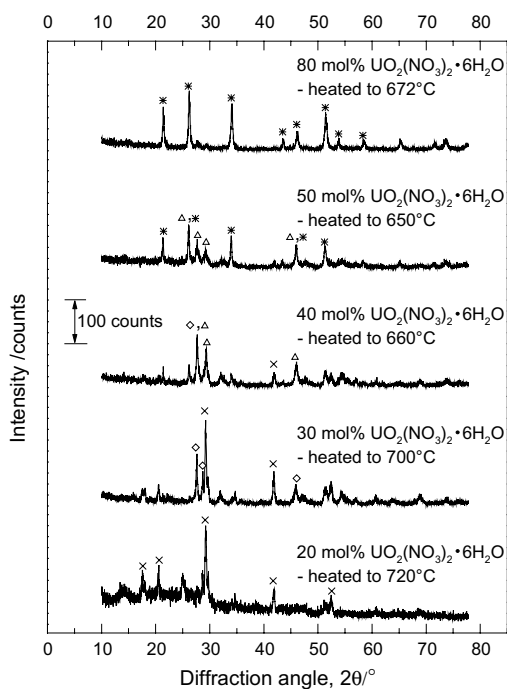 0 10 20 30 40 50 60 70 80
80 mol% UO2(NO3)2•6H2O
- heated to 672°C
50 mol% UO2(NO3)2•6H2O
- heated to 650°C
100 counts
40 mol% UO2(NO3)2•6H2O
- heated to 660°C
30 mol% UO2(NO3)2•6H2O
- heated to 700°C
20 mol% UO2(NO3)2•6H2O
- heated to 720°C
Intensity /counts
0 10 20 30 40 50 60 70 80
Diffraction angle, 2θ/°